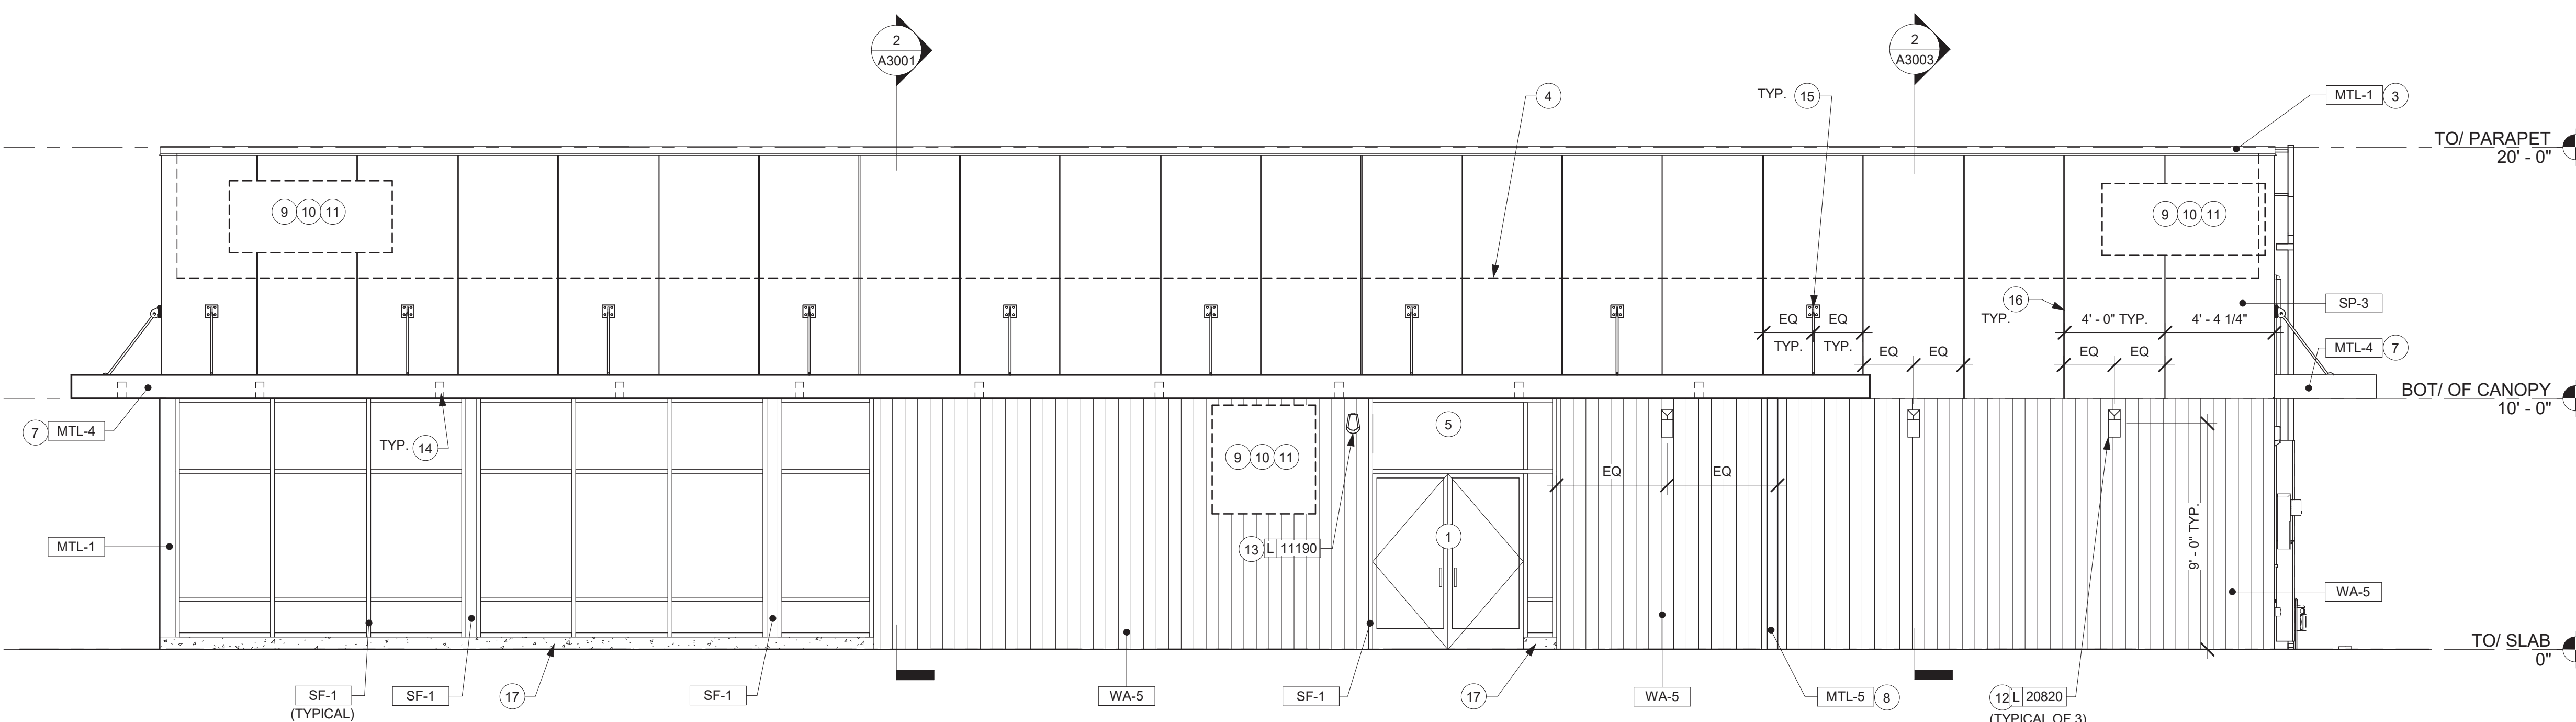 2
A3001
2
A3003
4
TYP. 15
MTL-1 3
TO/ PARAPET
20' - 0"
9 10 11
9 10 11
16
TYP.
SP-3
EQ EQ
TYP. TYP.
4' - 0" TYP.
4' - 4 1/4"
EQ EQ
EQ EQ
MTL-4 7
BOT/ OF CANOPY
10' - 0"
7 MTL-4
TYP. 14
9 10 11
5
EQ EQ
13 L 11190
1
9' - 0" TYP.
MTL-1
WA-5
TO/ SLAB
0"
SF-1
(TYPICAL)
SF-1
17
SF-1
WA-5
SF-1
17
WA-5
MTL-5 8
12 L 20820
(TYPICAL OF 3)